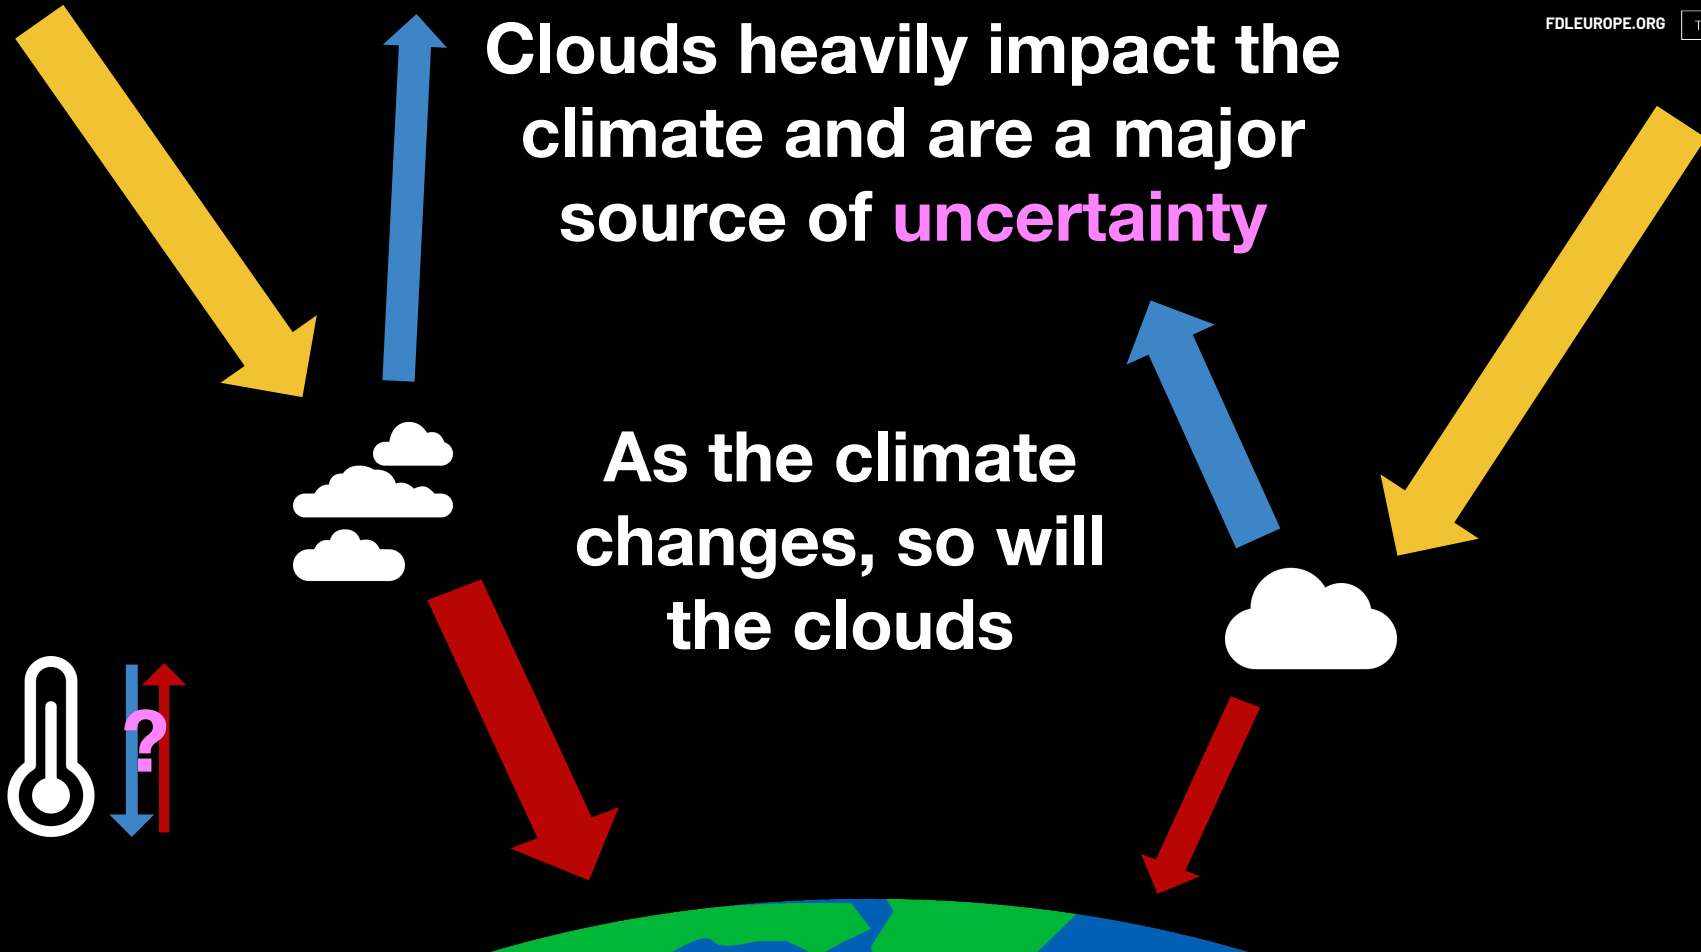 FDLEUROPE.ORG
Clouds heavily impact the
climate and are a major
source of uncertainty
As the climate
changes, so will
the clouds
?